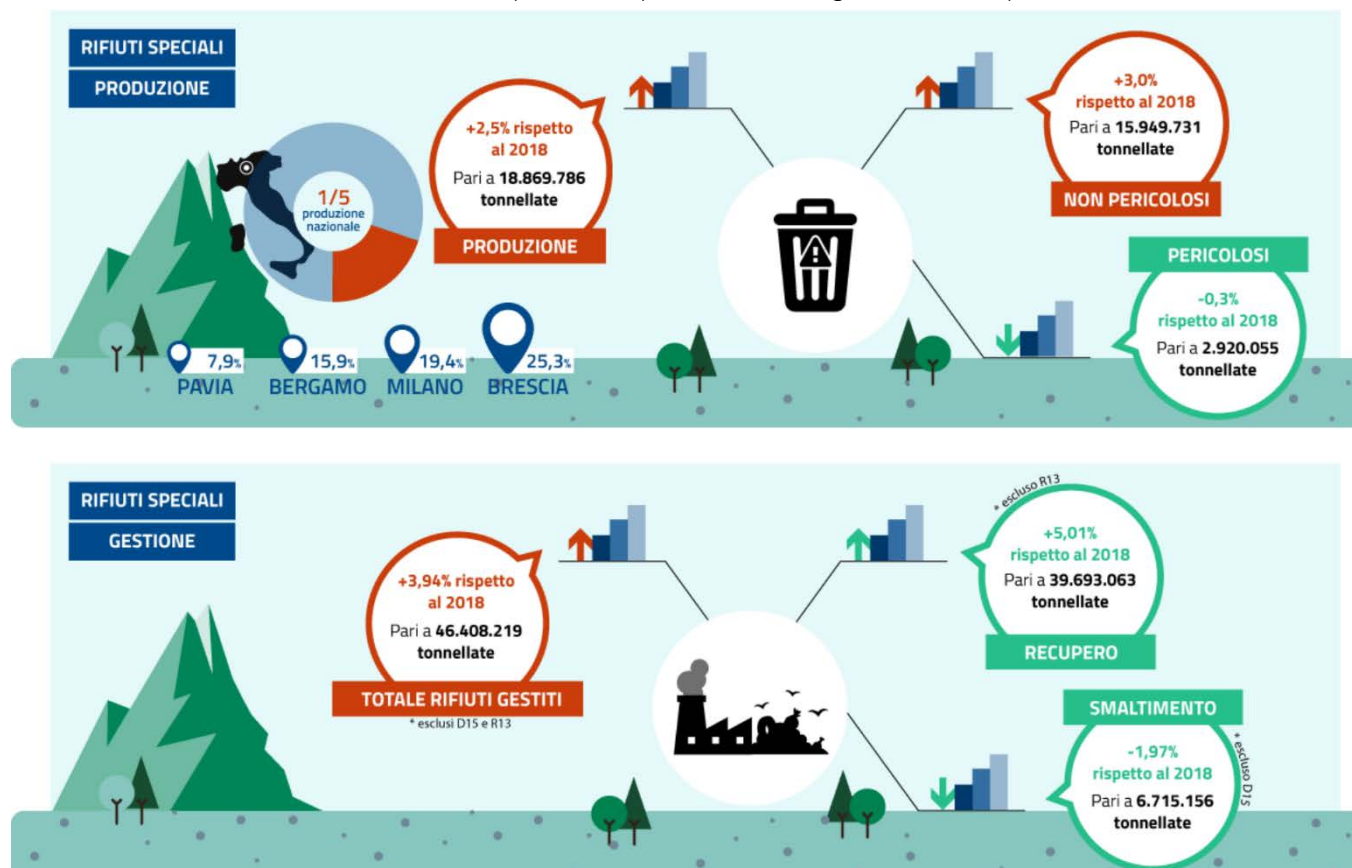 RIFIUTI SPECIALI
PRODUZIONE
1/5
produzione
nazionale
+2,5% rispetto
al 2018
Pari a 18.869.786
tonnellate
PRODUZIONE
+3,0%
rispetto al 2018
Pari a 15.949.731
tonnellate
NON PERICOLOSI
PERICOLOSI
-0,3%
rispetto al 2018
Pari a 2.920.055
tonnellate
7,9%
PAVIA
15,9%
BERGAMO
19,4%
MILANO
25,3%
BRESCIA
RIFIUTI SPECIALI
GESTIONE
+3,94% rispetto
al 2018
Pari a 46.408.219
tonnellate
TOTALE RIFIUTI GESTITI
* esclusi D15 e R13
* escluso R13
+5,01%
rispetto al 2018
Pari a 39.693.063
tonnellate
RECUPERO
SMALTIMENTO
* escluso D15
-1,97%
rispetto al 2018
Pari a 6.715.156
tonnellate